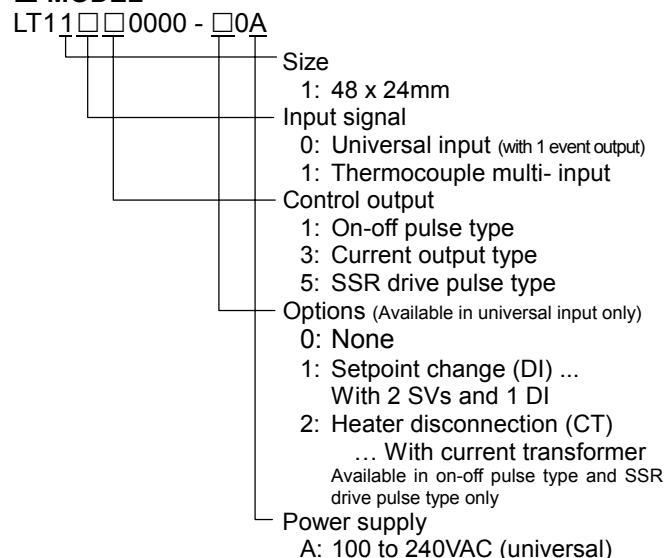 ■ MODEL
LT11□□0000 - □0A
Size
1: 48 x 24mm
Input signal
0: Universal input (with 1 event output)
1: Thermocouple multi- input
Control output
1: On-off pulse type
3: Current output type
5: SSR drive pulse type
Options (Available in universal input only)
0: None
1: Setpoint change (DI) ...
With 2 SVs and 1 DI
2: Heater disconnection (CT)
… With current transformer
Available in on-off pulse type and SSR
drive pulse type only
Power supply
A: 100 to 240VAC (universal)